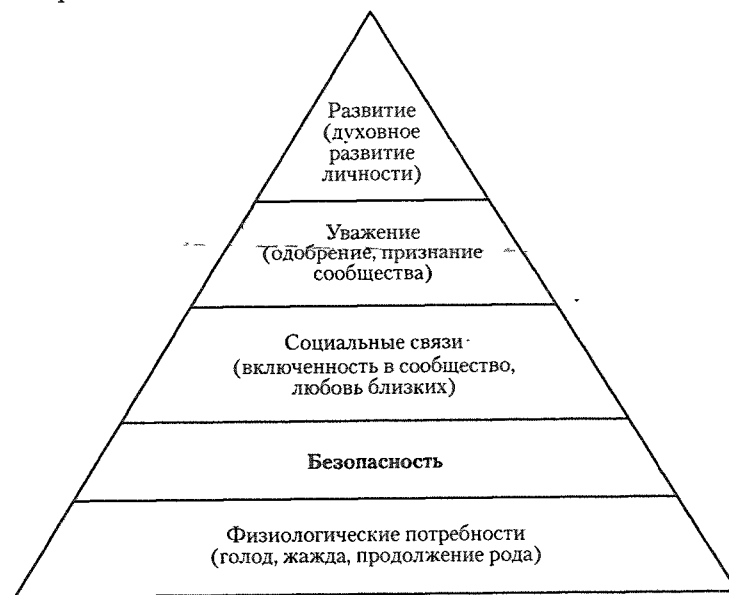 Развитие
(духовное
развитие
личности)
Уважение
(одобрение, признание
сообщества)
Социальные связи
(включенность в сообщество,
любовь близких)
Безопасность
Физиологические потребности
(голод, жажда, продолжение рода)